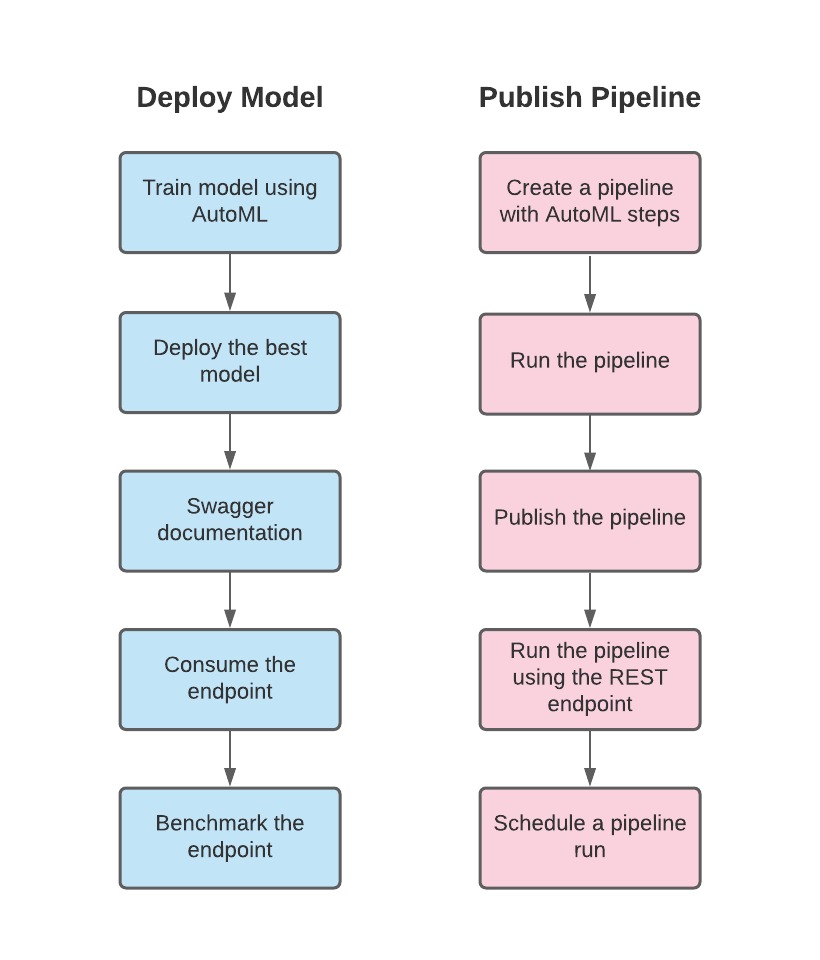 Deploy Model
Train model using
AutoML
Deploy the best
model
Swagger
documentation
Consume the
endpoint
Benchmark the
endpoint
Publish Pipeline
Create a pipeline
with AutoML steps
Run the pipeline
Publish the pipeline
Run the pipeline
using the REST
endpoint
Schedule a pipeline
run